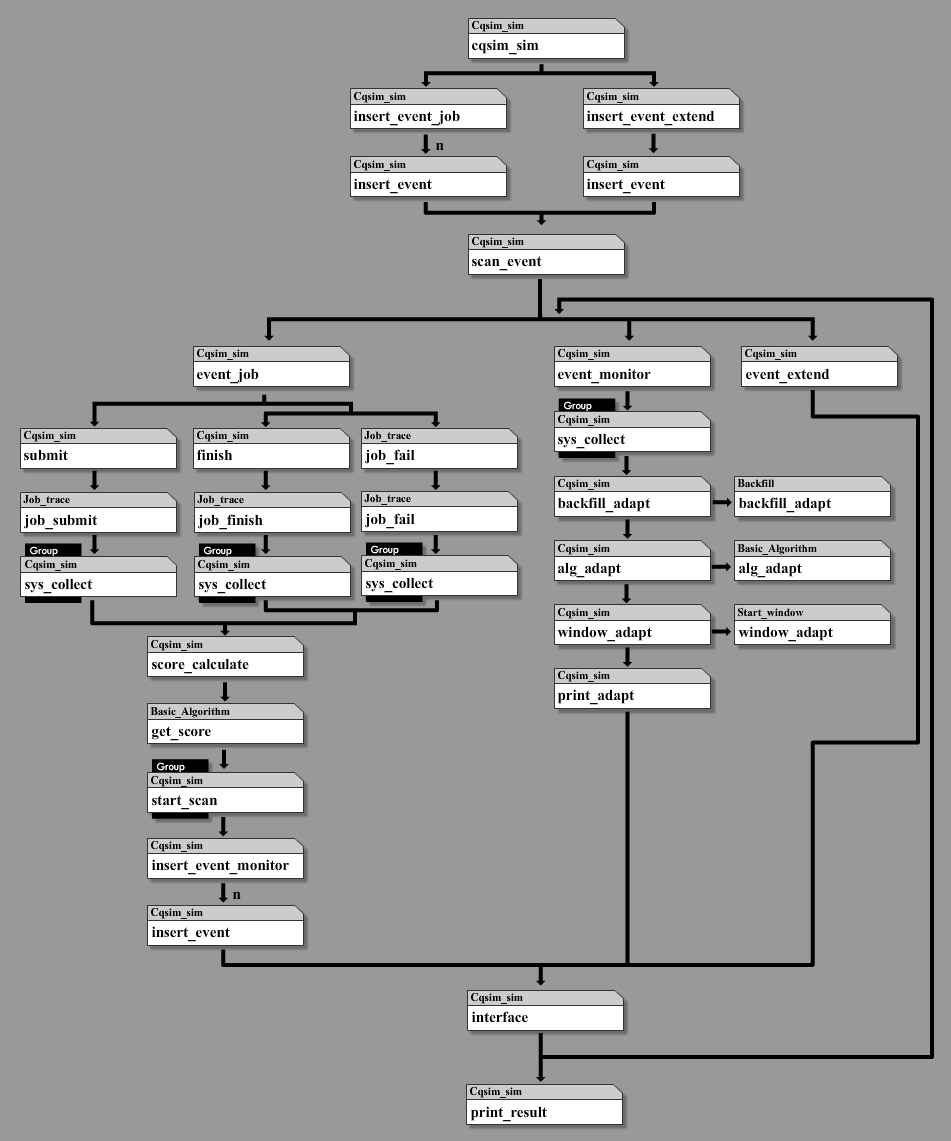 Cqsim_sim
cqsim_sim
Cqsim_sim
insert_event_job
Cqsim_sim
insert_event_extend
n
Cqsim_sim
insert_event
Cqsim_sim
insert_event
Cqsim_sim
scan_event
Cqsim_sim
event_job
Cqsim_sim
event_monitor
Cqsim_sim
event_extend
Group
Cqsim_sim
sys_collect
Cqsim_sim
submit
Cqsim_sim
finish
Job_trace
job_fail
Cqsim_sim
backfill_adapt
Backfill
backfill_adapt
Job_trace
job_submit
Job_trace
job_finish
Job_trace
job_fail
Cqsim_sim
alg_adapt
Basic_Algorithm
alg_adapt
Group
Cqsim_sim
sys_collect
Group
Cqsim_sim
sys_collect
Group
Cqsim_sim
sys_collect
Cqsim_sim
window_adapt
Start_window
window_adapt
Cqsim_sim
score_calculate
Cqsim_sim
print_adapt
Basic_Algorithm
get_score
Group
Cqsim_sim
start_scan
Cqsim_sim
insert_event_monitor
n
Cqsim_sim
insert_event
Cqsim_sim
interface
Cqsim_sim
print_result